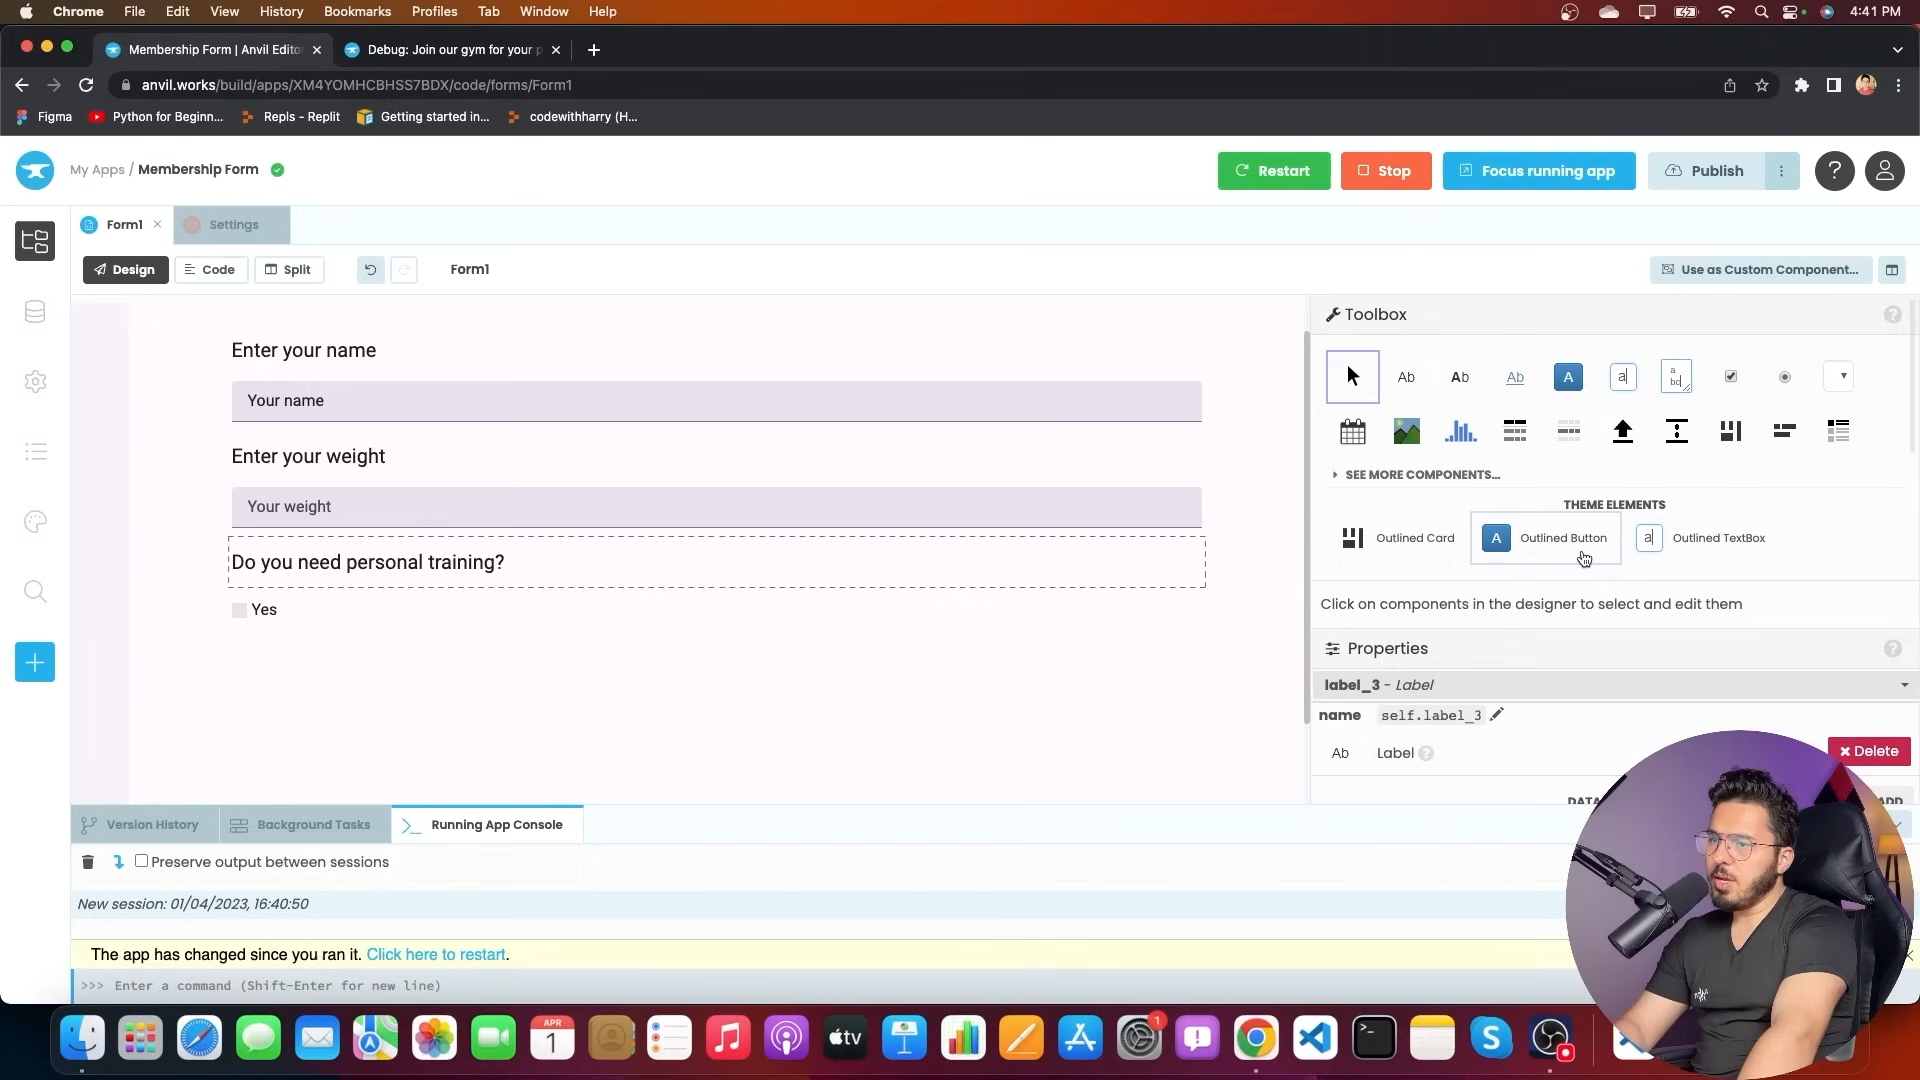 Chrome File Edit View History Bookmarks Profiles Tab Window Help 4:41 PM
Membership Form | Anvil Edito Debug: Join our gym for your p
anvil.works/build/apps/XM4YOMHCBHSS7BDX/code/forms/Form1
Figma Python for Beginn... Repls - Replit Getting started in... codewithharry (H...
My Apps / Membership Form Restart Stop Focus running app Publish ?
Form1 Settings
Design Code Split Form1 Use as Custom Component...
Toolbox ?
Enter your name
Ab Ab Ab A a a bc
Your name
Enter your weight
SEE MORE COMPONENTS...
THEME ELEMENTS
Your weight
Outlined Card A Outlined Button a Outlined TextBox
Do you need personal training?
Yes
Click on components in the designer to select and edit them
Properties ?
label_3 - Label
name self.label_3
Ab Label ? Delete
DATA ADD
Version History Background Tasks Running App Console
Preserve output between sessions
New session: 01/04/2023, 16:40:50
The app has changed since you ran it. Click here to restart.
>>> Enter a command (Shift-Enter for new line)
APR
1
tv
1